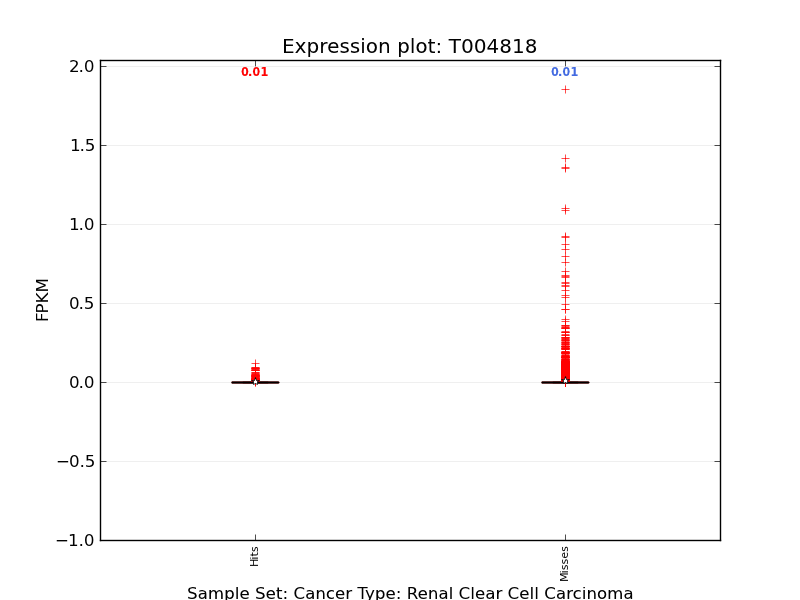 Expression plot: T004818
0.01
0.01
2.0
1.5
1.0
0.5
0.0
−0.5
−1.0
FPKM
Hits
Misses
Sample Set: Cancer Type: Renal Clear Cell Carcinoma